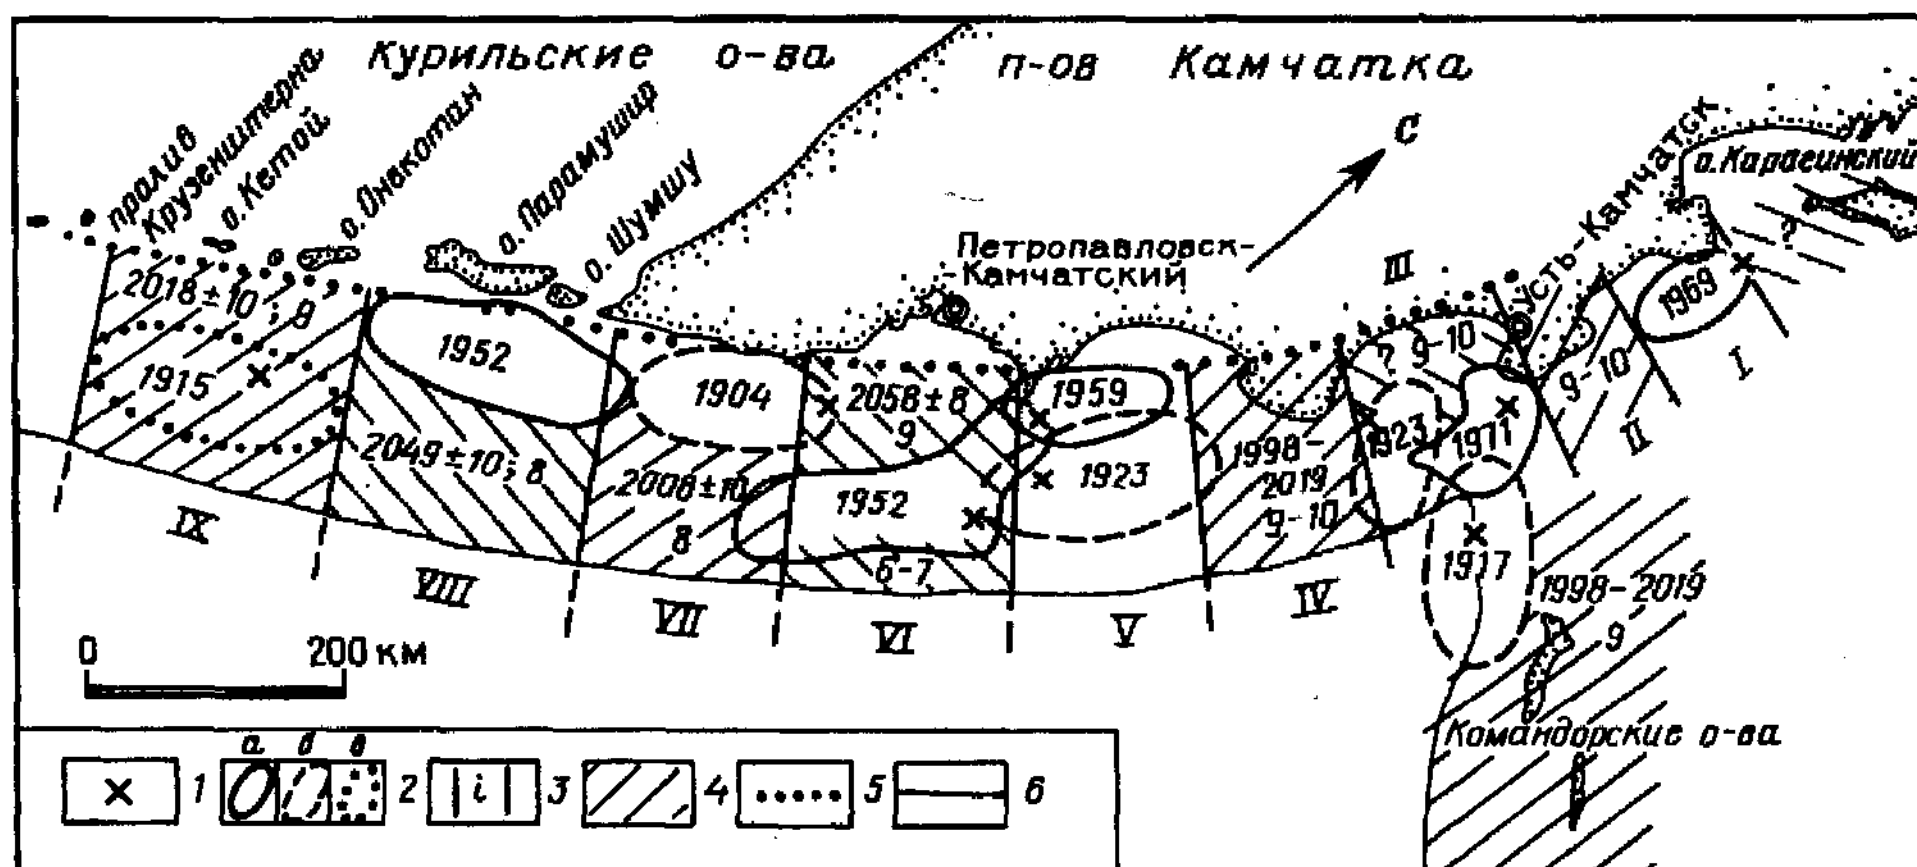 Курильские о-ва
п-ов Камчатка
пролив
Крузенштерна
о. Кетой
о. Онекотан
о. Парамушир
о. Шумшу
С
Петропавловск-
-Камчатский
Усть-Камчатск
о. Карагинский
?
III
2018±10; 9
1915
1952
2049±10; 8
1904
2008±10
8
2058±8
9
1952
6-7
1959
1923
1998-
2019
9-10
? 9-10
1923
1971
1917
9-10
1969
I
II
1998-2019
9
IX
VIII
VII
VI
V
IV
0 200 км
Командорские о-ва
а б в
1 2 i 3 4 5 6